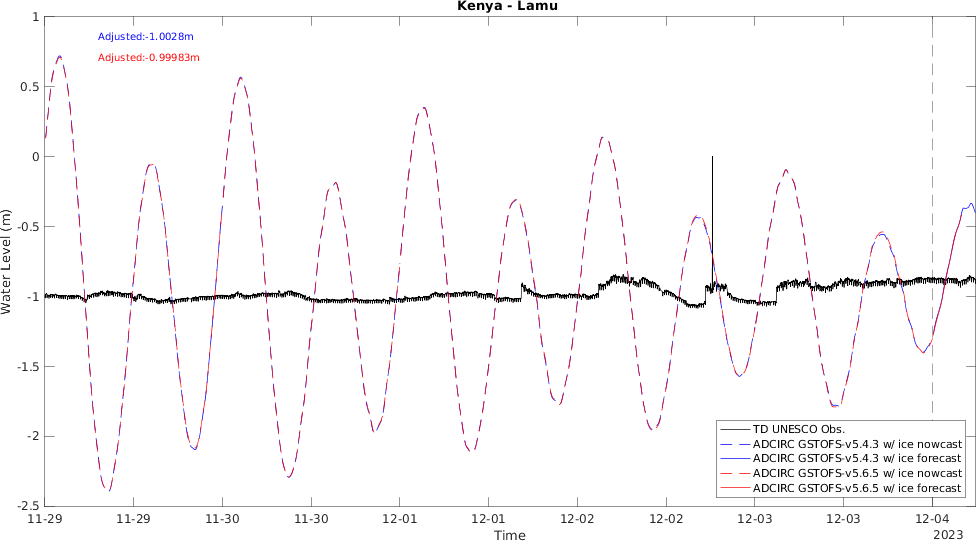 Kenya - Lamu
Adjusted:-1.0028m
Adjusted:-0.99983m
Water Level (m)
1
0.5
0
-0.5
-1
-1.5
-2
-2.5
TD UNESCO Obs.
ADCIRC GSTOFS-v5.4.3 w/ ice nowcast
ADCIRC GSTOFS-v5.4.3 w/ ice forecast
ADCIRC GSTOFS-v5.6.5 w/ ice nowcast
ADCIRC GSTOFS-v5.6.5 w/ ice forecast
11-29 11-29 11-30 11-30 12-01 12-01 12-02 12-02 12-03 12-03 12-04
2023
Time